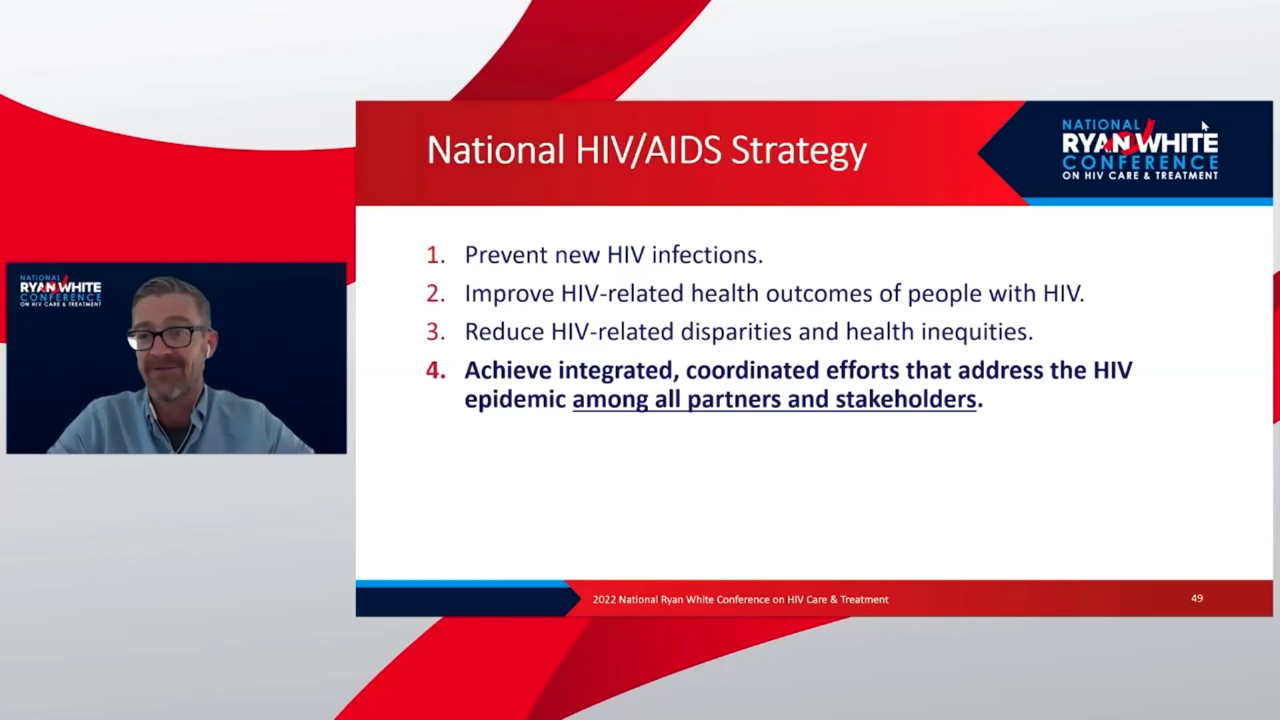 National HIV/AIDS Strategy
NATIONAL
RYAN WHITE
CONFERENCE
ON HIV CARE & TREATMENT
1. Prevent new HIV infections.
2. Improve HIV-related health outcomes of people with HIV.
3. Reduce HIV-related disparities and health inequities.
4. Achieve integrated, coordinated efforts that address the HIV
epidemic among all partners and stakeholders.
NATIONAL
RYAN WHITE
CONFERENCE
ON HIV CARE & TREATMENT
2022 National Ryan White Conference on HIV Care & Treatment
49